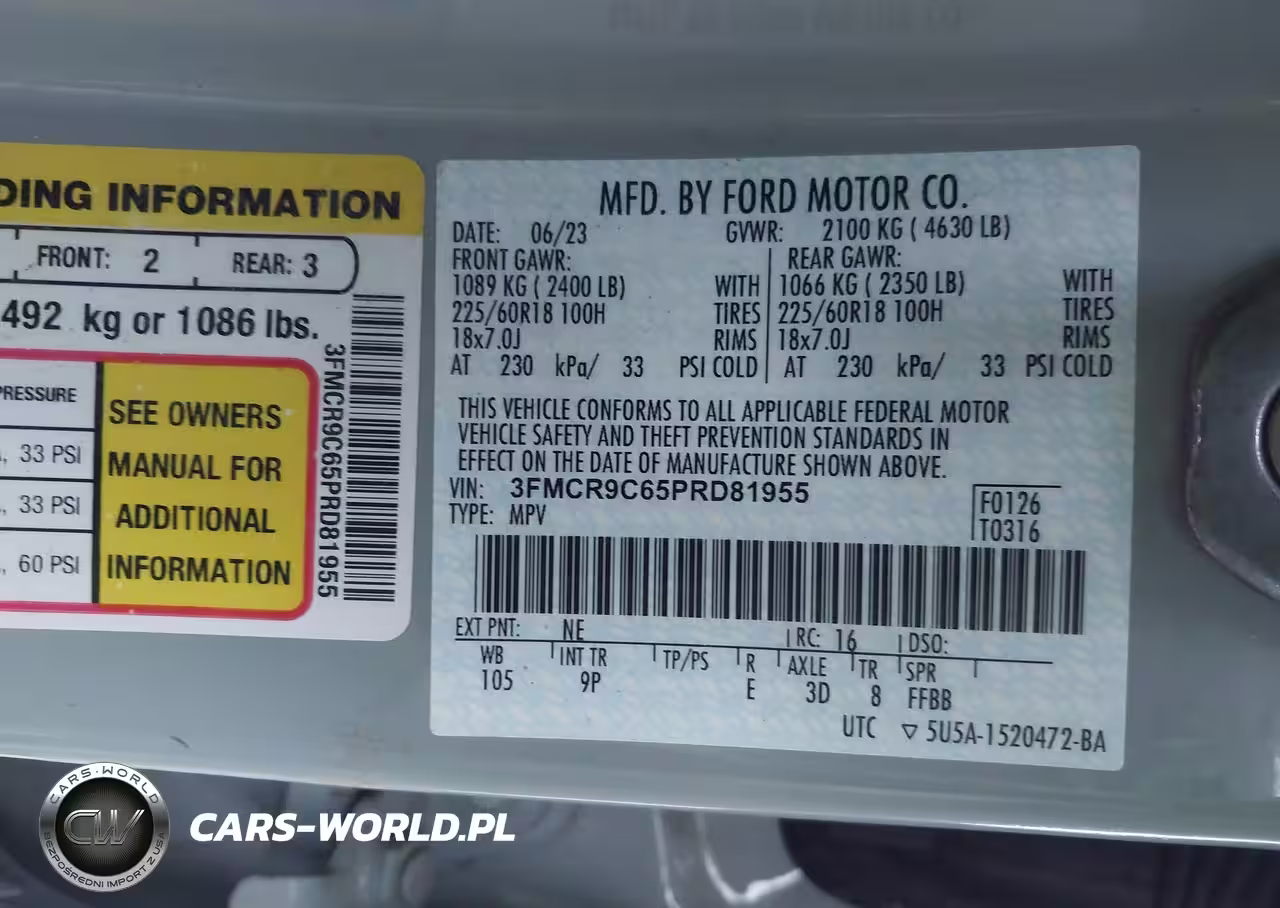 DING INFORMATION
FRONT: 2 REAR: 3
492 kg or 1086 lbs.
PRESSURE
33 PSI
33 PSI
60 PSI
SEE OWNERS
MANUAL FOR
ADDITIONAL
INFORMATION
3FMCR9C65PRD81955
MFD. BY FORD MOTOR CO.
DATE: 06/23 GVWR: 2100 KG ( 4630 LB)
FRONT GAWR: REAR GAWR:
1089 KG ( 2400 LB) WITH 1066 KG ( 2350 LB) WITH
225/60R18 100H TIRES 225/60R18 100H TIRES
18x7.0J RIMS 18x7.0J RIMS
AT 230 kPa/ 33 PSI COLD AT 230 kPa/ 33 PSI COLD
THIS VEHICLE CONFORMS TO ALL APPLICABLE FEDERAL MOTOR
VEHICLE SAFETY AND THEFT PREVENTION STANDARDS IN
EFFECT ON THE DATE OF MANUFACTURE SHOWN ABOVE.
VIN: 3FMCR9C65PRD81955
TYPE: MPV
F0126
T0316
EXT PNT: NE RC: 16 DSO:
WB INT TR TP/PS R AXLE TR SPR
105 9P E 3D 8 FFBB
UTC ▽ 5U5A-1520472-BA
CARS-WORLD
CW
BEZPOŚREDNI IMPORT Z USA
CARS-WORLD.PL